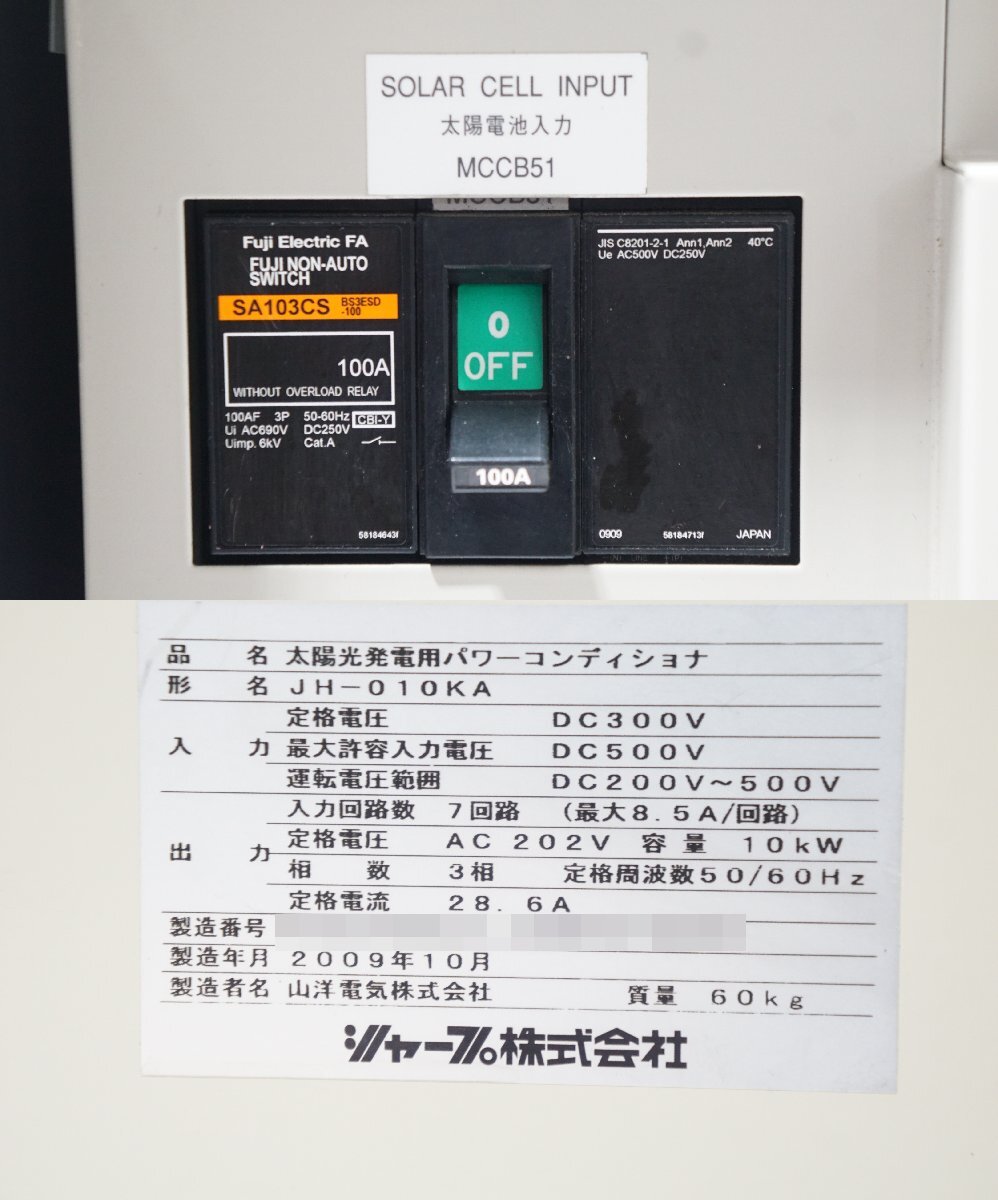 SOLAR CELL INPUT
太陽電池入力
MCCB51
Fuji Electric FA
FUJI NON-AUTO
SWITCH
SA103CS BS3ESD
-100
100A
WITHOUT OVERLOAD RELAY
100AF 3P 50-60Hz CBI-Y
Ui AC690V DC250V
Uimp. 6kV Cat.A
58184643f
0
OFF
100A
JIS C8201-2-1 Ann1,Ann2 40℃
Ue AC500V DC250V
0909 58184713f JAPAN
品名 太陽光発電用パワーコンディショナ
形名 JH-010KA
入力 定格電圧 DC300V
最大許容入力電圧 DC500V
運転電圧範囲 DC200V~500V
入力回路数 7回路 (最大8.5A/回路)
出力 定格電圧 AC 202V 容量 10kW
相数 3相 定格周波数50/60Hz
定格電流 28.6A
製造番号
製造年月 2009年10月
製造者名 山洋電気株式会社 質量 60kg
シャープ株式会社